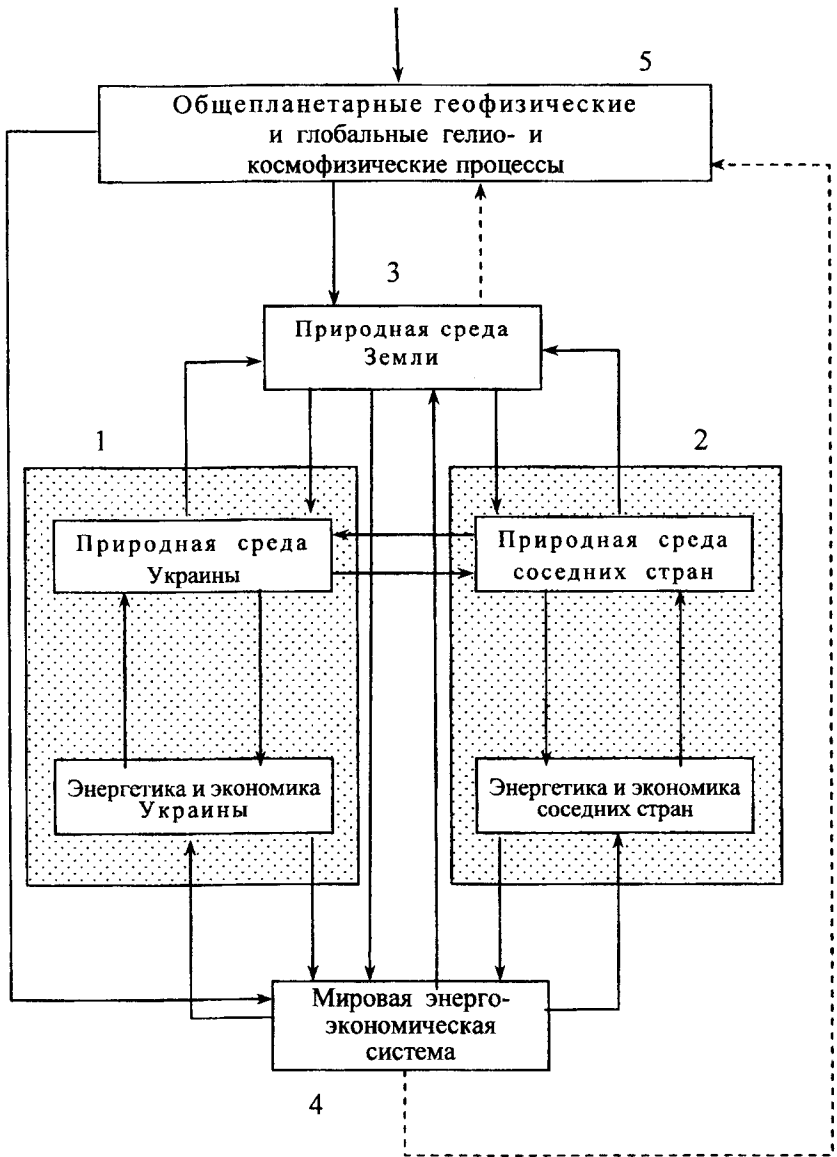 5
Общепланетарные геофизические
и глобальные гелио- и
космофизические процессы
3
Природная среда
Земли
1
2
Природная среда
Украины
Природная среда
соседних стран
Энергетика и экономика
Украины
Энергетика и экономика
соседних стран
Мировая энерго-
экономическая
система
4